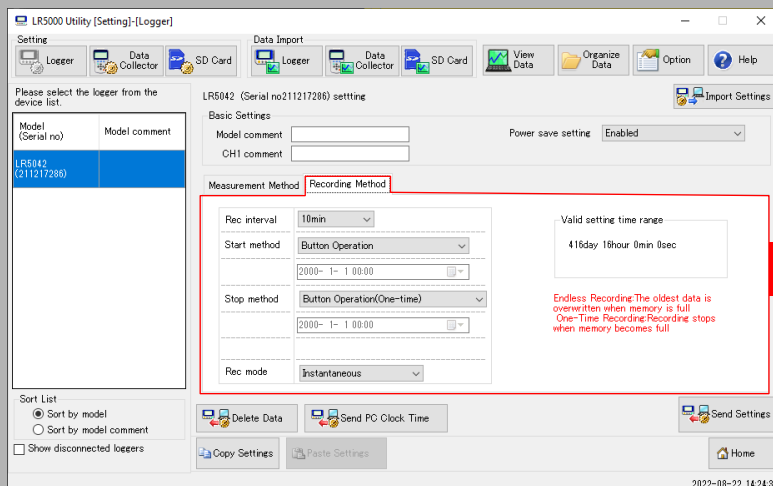 LR5000 Utility [Setting]-[Logger]
Setting
Logger
Data Collector
SD Card
Data Import
Logger
Data Collector
SD Card
View Data
Organize Data
Option
Help
Please select the logger from the
device list.
Model
(Serial no)
Model comment
LR5042
(211217286)
Sort List
Sort by model
Sort by model comment
Show disconnected loggers
LR5042 (Serial no211217286) settting
Import Settings
Basic Settings
Model comment
CH1 comment
Power save setting
Enabled
Measurement Method
Recording Method
Rec interval
10min
Start method
Button Operation
2000- 1- 1 00:00
Stop method
Button Operation(One-time)
2000- 1- 1 00:00
Rec mode
Instantaneous
Valid setting time range
416day 16hour 0min 0sec
Endless Recording:The oldest data is
overwritten when memory is full
One-Time Recording:Recording stops
when memory becomes full
Delete Data
Send PC Clock Time
Send Settings
Copy Settings
Paste Settings
Home